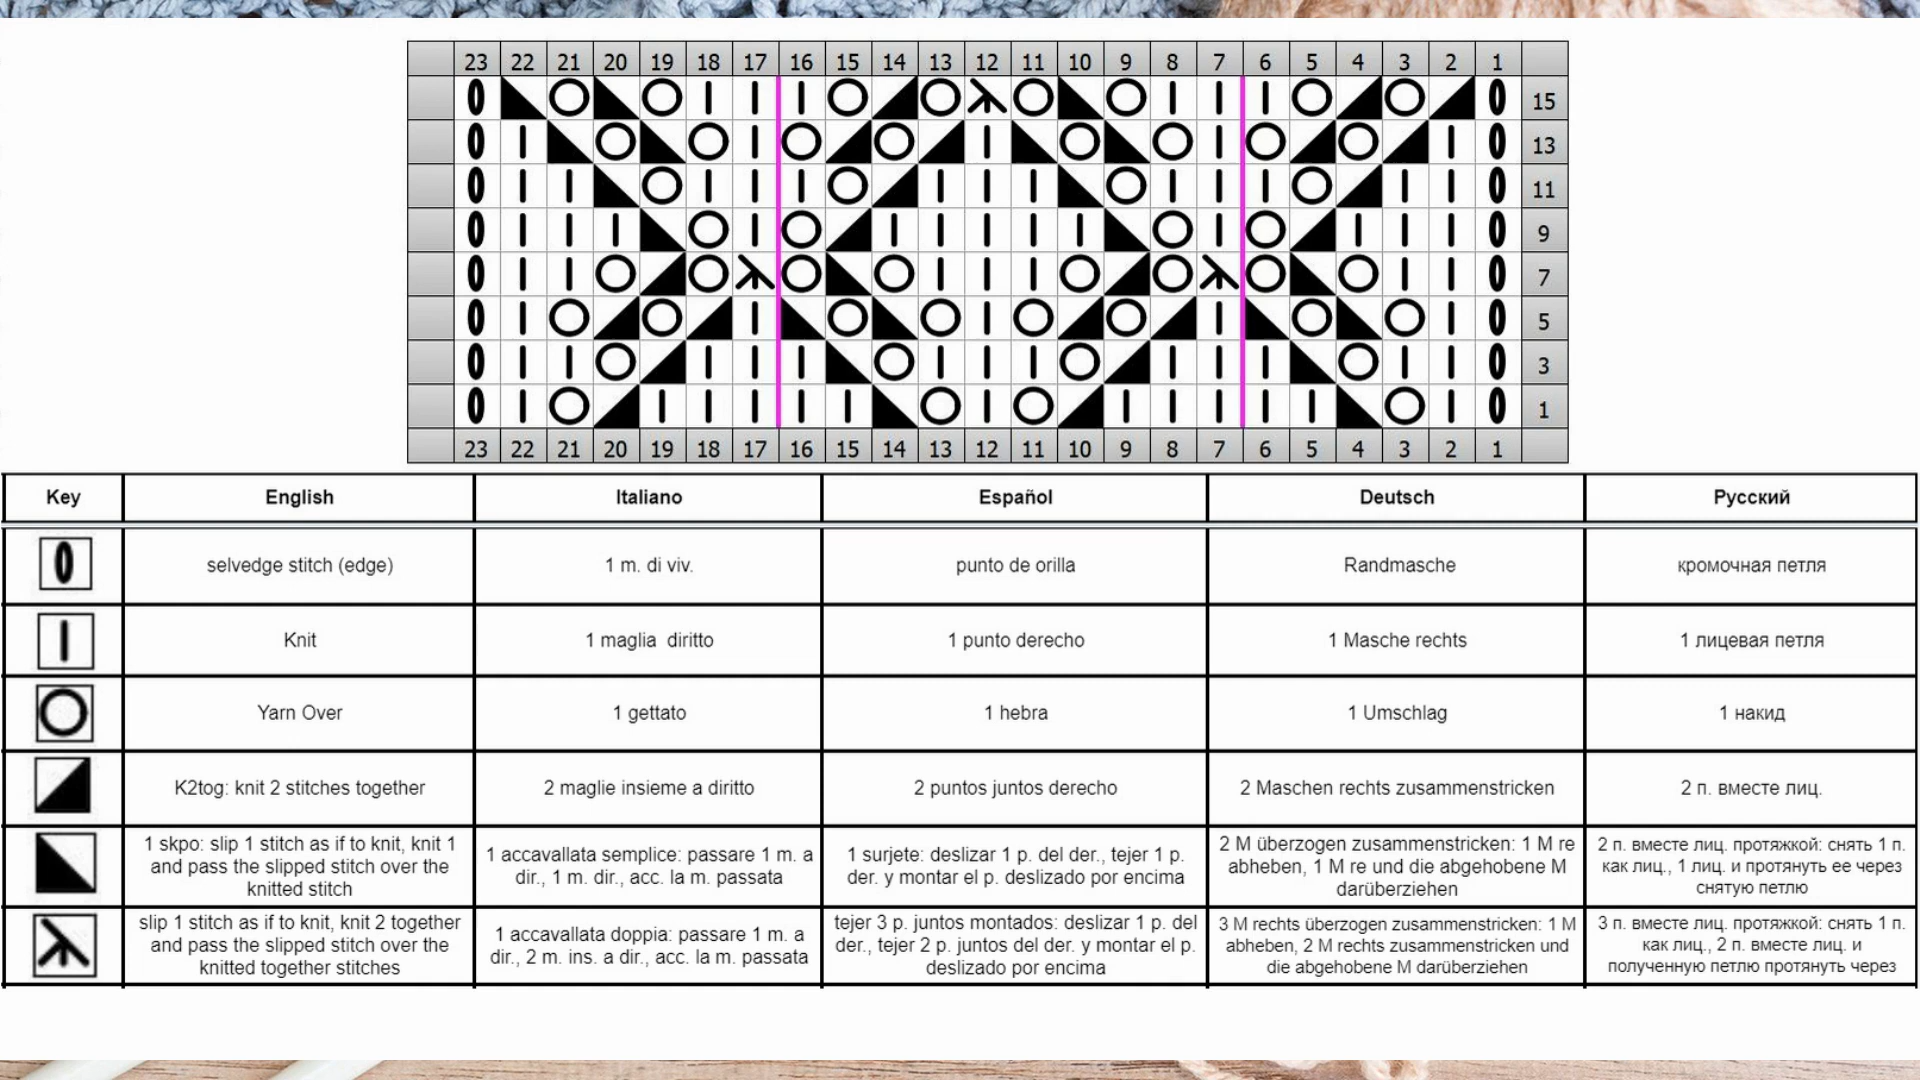 23 22 21 20 19 18 17 16 15 14 13 12 11 10 9 8 7 6 5 4 3 2 1
15
13
11
9
7
5
3
1
23 22 21 20 19 18 17 16 15 14 13 12 11 10 9 8 7 6 5 4 3 2 1
Key English Italiano Español Deutsch Русский
selvedge stitch (edge)
1 m. di viv.
punto de orilla
Randmasche
кромочная петля
Knit
1 maglia diritto
1 punto derecho
1 Masche rechts
1 лицевая петля
Yarn Over
1 gettato
1 hebra
1 Umschlag
1 накид
K2tog: knit 2 stitches together
2 maglie insieme a diritto
2 puntos juntos derecho
2 Maschen rechts zusammenstricken
2 п. вместе лиц.
1 skpo: slip 1 stitch as if to knit, knit 1
and pass the slipped stitch over the
knitted stitch
1 accavallata semplice: passare 1 m. a
dir., 1 m. dir., acc. la m. passata
1 surjete: deslizar 1 p. del der., tejer 1 p.
der. y montar el p. deslizado por encima
2 M überzogen zusammenstricken: 1 M re
abheben, 1 M re und die abgehobene M
darüberziehen
2 п. вместе лиц. протяжкой: снять 1 п.
как лиц., 1 лиц. и протянуть ее через
снятую петлю
slip 1 stitch as if to knit, knit 2 together
and pass the slipped stitch over the
knitted together stitches
1 accavallata doppia: passare 1 m. a
dir., 2 m. ins. a dir., acc. la m. passata
tejer 3 p. juntos montados: deslizar 1 p. del
der., tejer 2 p. juntos del der. y montar el p.
deslizado por encima
3 M rechts überzogen zusammenstricken: 1 M
abheben, 2 M rechts zusammenstricken und
die abgehobene M darüberziehen
3 п. вместе лиц. протяжкой: снять 1 п.
как лиц., 2 п. вместе лиц. и
полученную петлю протянуть через